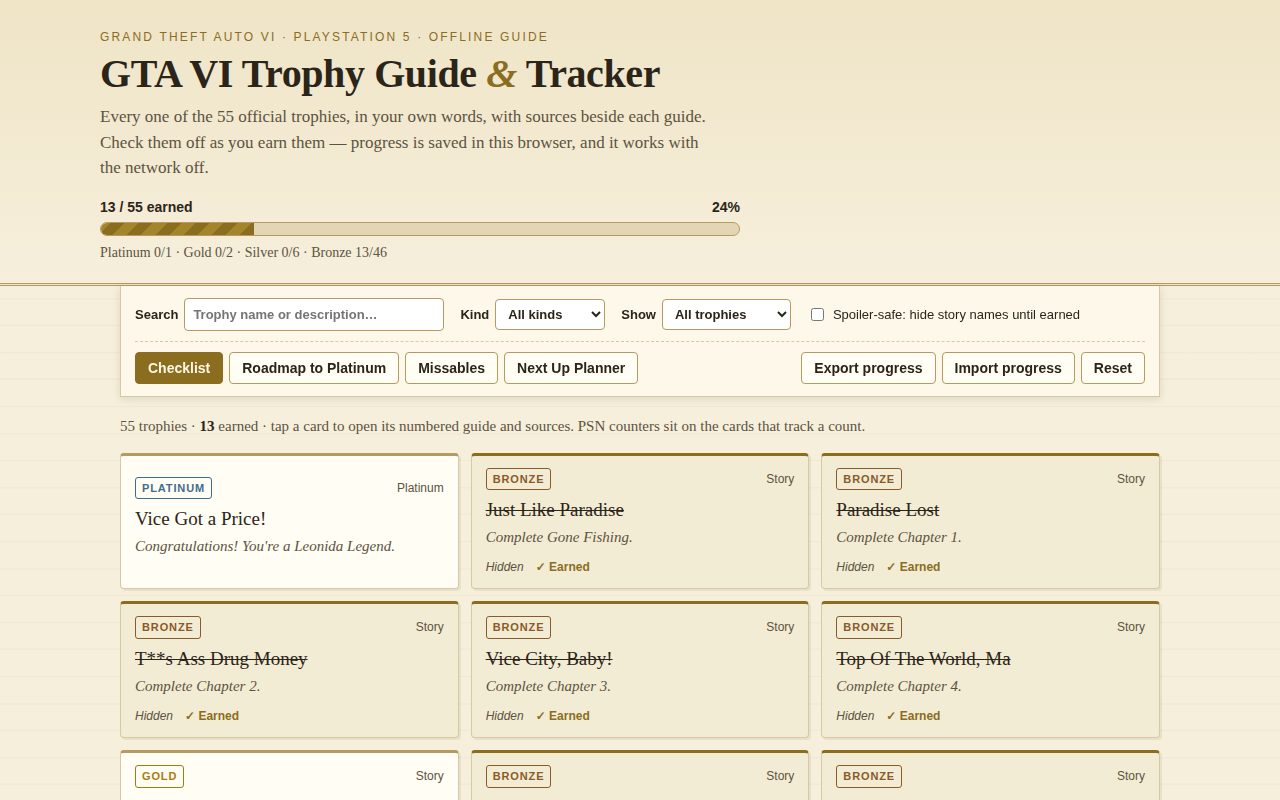 GRAND THEFT AUTO VI · PLAYSTATION 5 · OFFLINE GUIDE
GTA VI Trophy Guide & Tracker
Every one of the 55 official trophies, in your own words, with sources beside each guide.
Check them off as you earn them — progress is saved in this browser, and it works with
the network off.
13 / 55 earned 24%
Platinum 0/1 · Gold 0/2 · Silver 0/6 · Bronze 13/46
Search Trophy name or description… Kind All kinds Show All trophies Spoiler-safe: hide story names until earned
Checklist Roadmap to Platinum Missables Next Up Planner Export progress Import progress Reset
55 trophies · 13 earned · tap a card to open its numbered guide and sources. PSN counters sit on the cards that track a count.
PLATINUM Platinum
Vice Got a Price!
Congratulations! You're a Leonida Legend.
BRONZE Story
Just Like Paradise
Complete Gone Fishing.
Hidden ✓ Earned
BRONZE Story
Paradise Lost
Complete Chapter 1.
Hidden ✓ Earned
BRONZE Story
T**s Ass Drug Money
Complete Chapter 2.
Hidden ✓ Earned
BRONZE Story
Vice City, Baby!
Complete Chapter 3.
Hidden ✓ Earned
BRONZE Story
Top Of The World, Ma
Complete Chapter 4.
Hidden ✓ Earned
GOLD Story
BRONZE Story
BRONZE Story